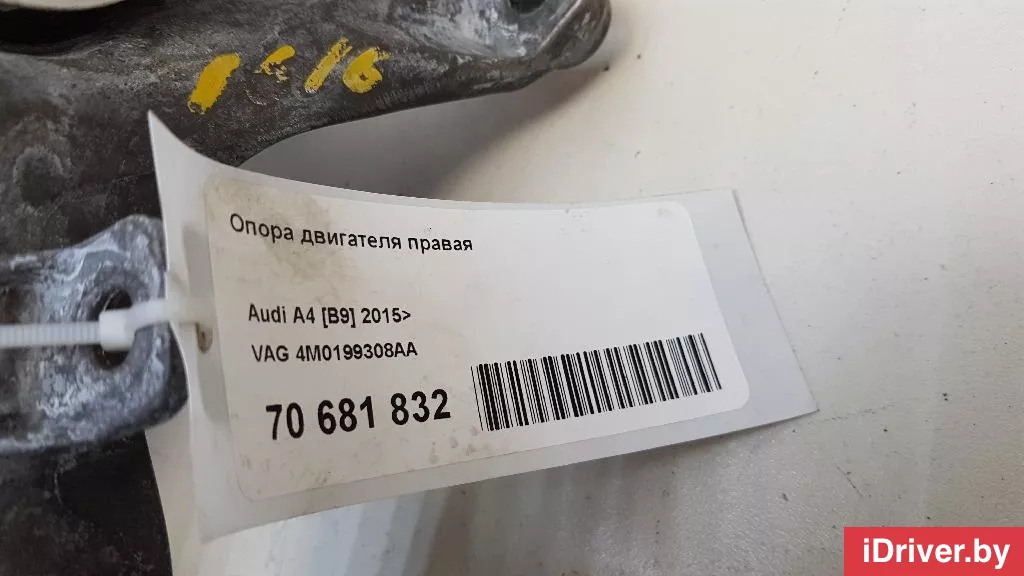 Опора двигателя правая
Audi A4 [B9] 2015>
VAG 4M0199308AA
70 681 832
iDriver.by